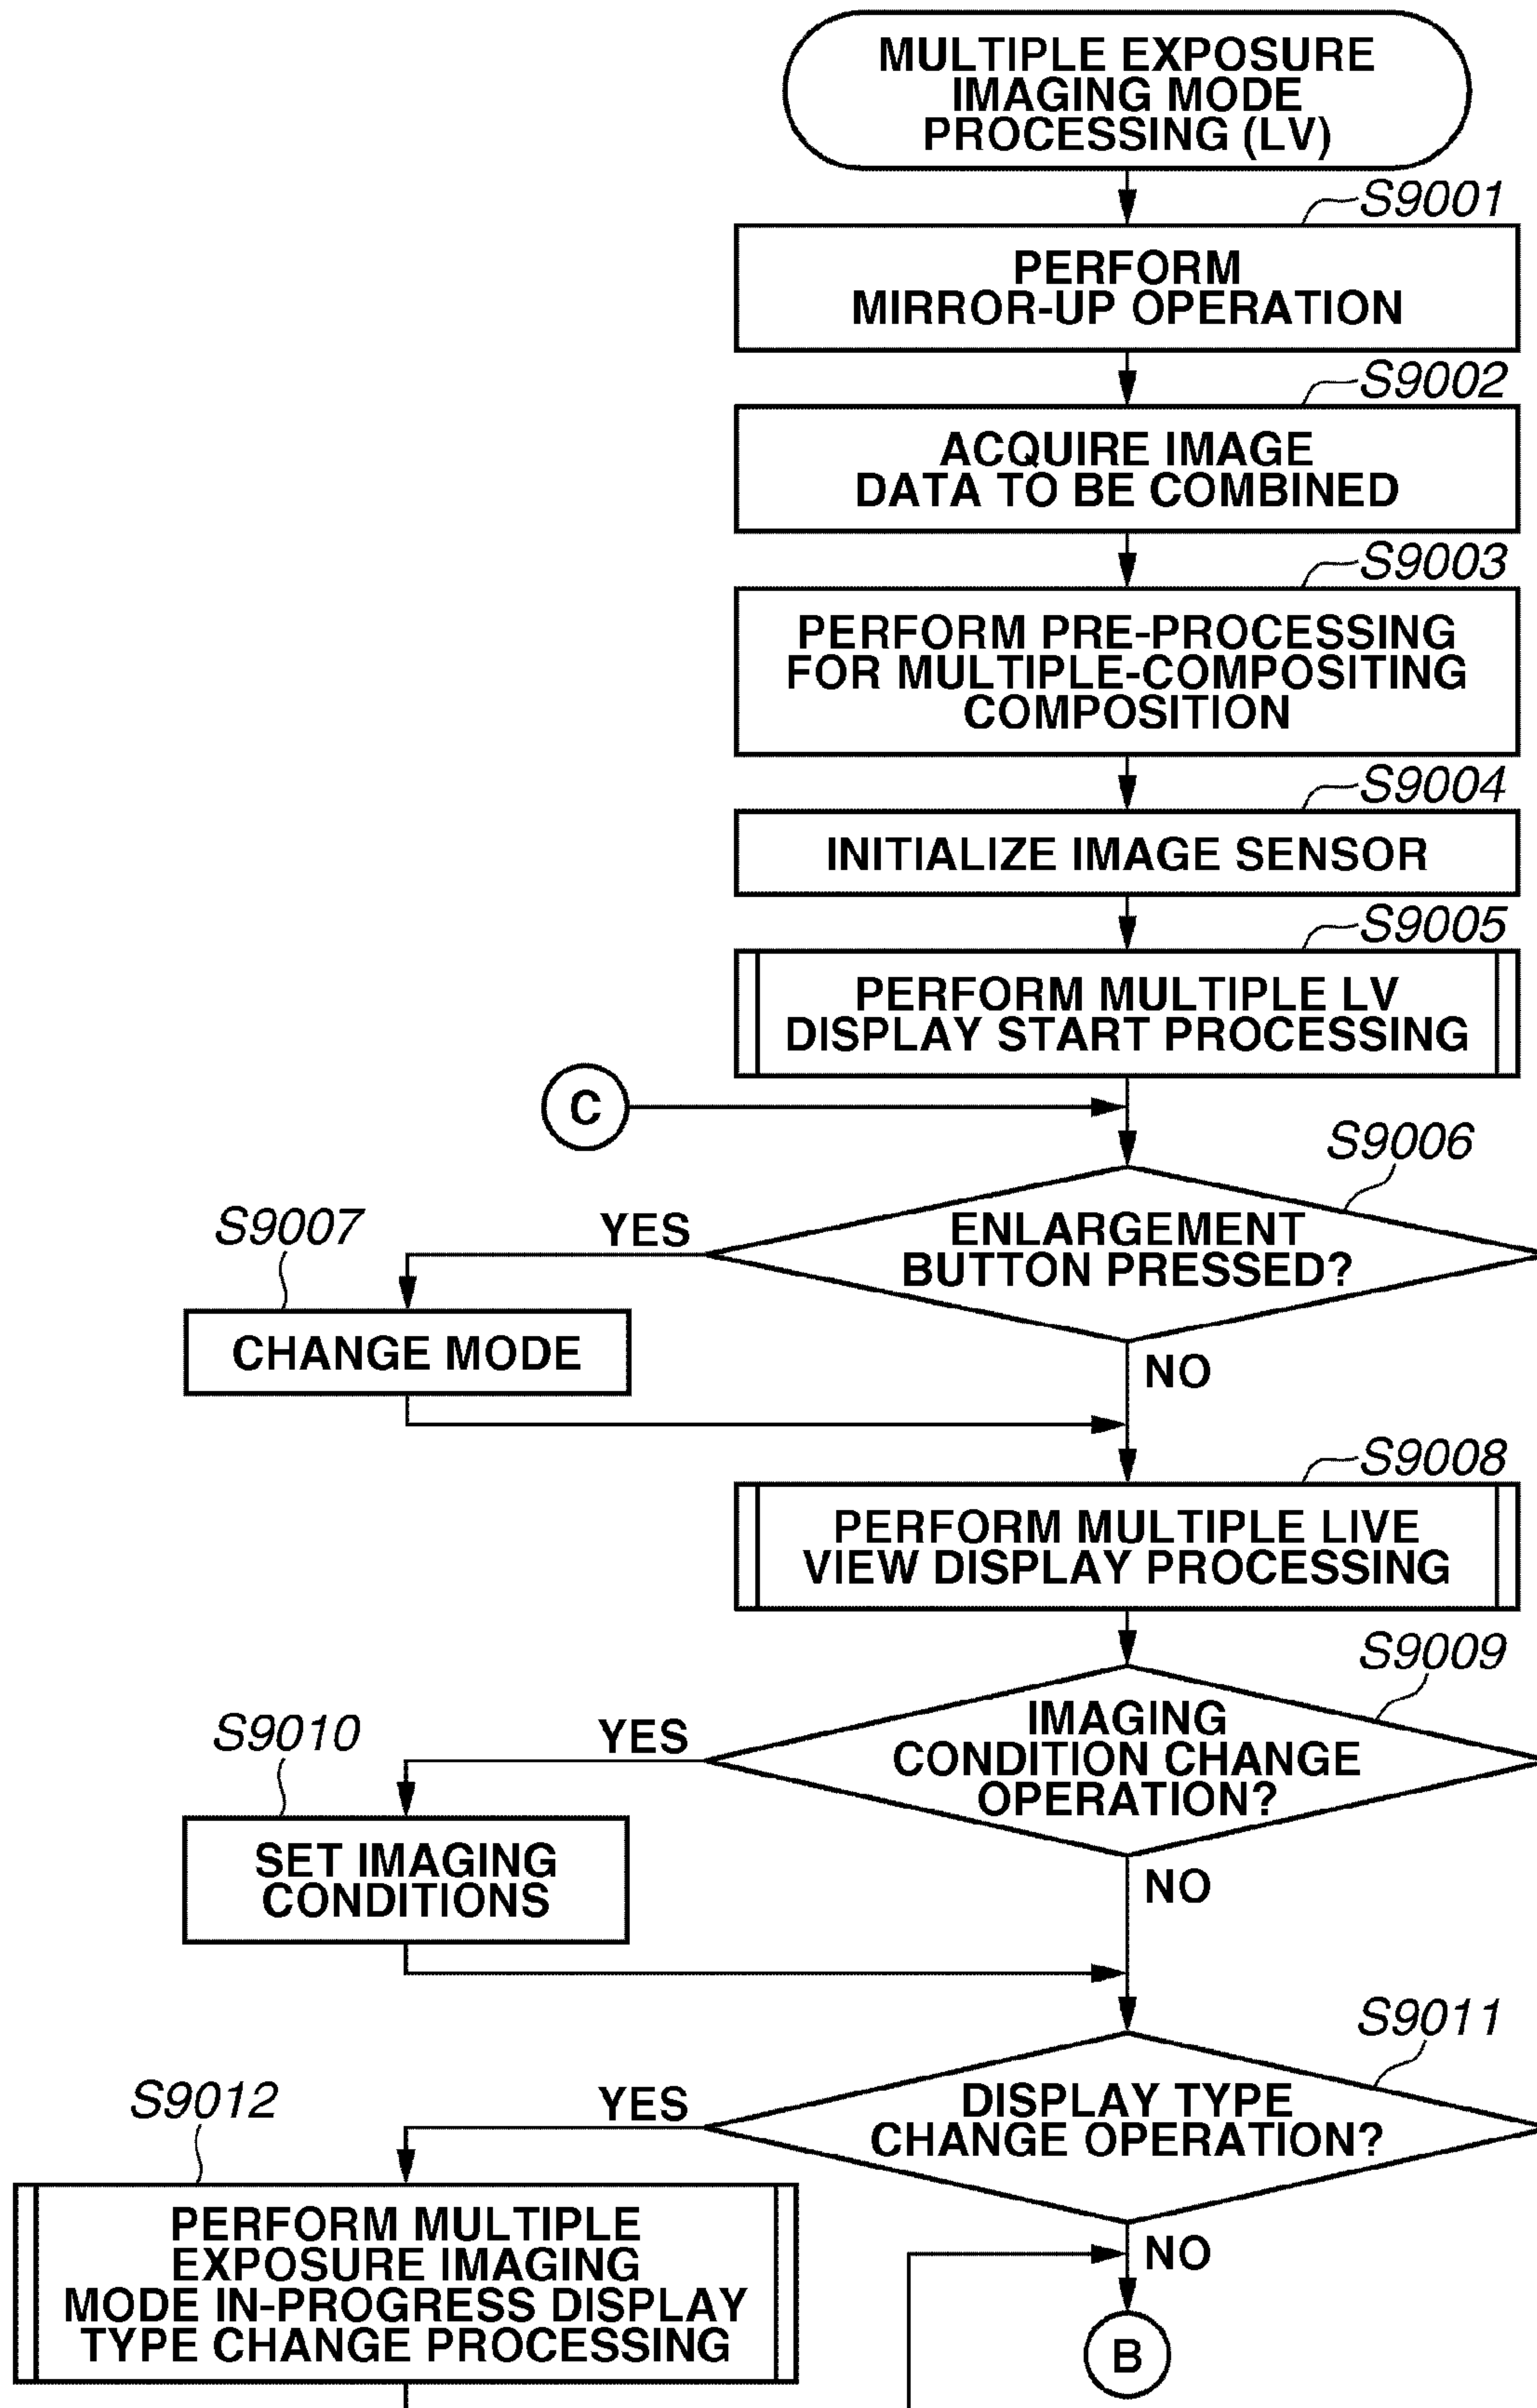 MULTIPLE EXPOSURE
IMAGING MODE
PROCESSING (LV)
S9001
PERFORM
MIRROR-UP OPERATION
S9002
ACQUIRE IMAGE
DATA TO BE COMBINED
S9003
PERFORM PRE-PROCESSING
FOR MULTIPLE-COMPOSITING
COMPOSITION
S9004
INITIALIZE IMAGE SENSOR
S9005
PERFORM MULTIPLE LV
DISPLAY START PROCESSING
C
S9006
ENLARGEMENT
BUTTON PRESSED?
YES
S9007
CHANGE MODE
NO
S9008
PERFORM MULTIPLE LIVE
VIEW DISPLAY PROCESSING
S9009
IMAGING
CONDITION CHANGE
OPERATION?
YES
S9010
SET IMAGING
CONDITIONS
NO
S9011
DISPLAY TYPE
CHANGE OPERATION?
YES
S9012
PERFORM MULTIPLE
EXPOSURE IMAGING
MODE IN-PROGRESS DISPLAY
TYPE CHANGE PROCESSING
NO
B